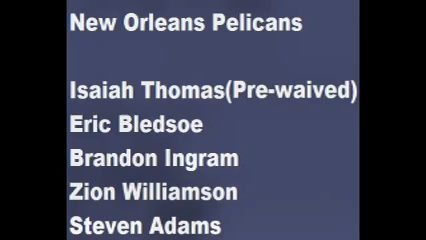 New Orleans Pelicans
Isaiah Thomas(Pre-waived)
Eric Bledsoe
Brandon Ingram
Zion Williamson
Steven Adams